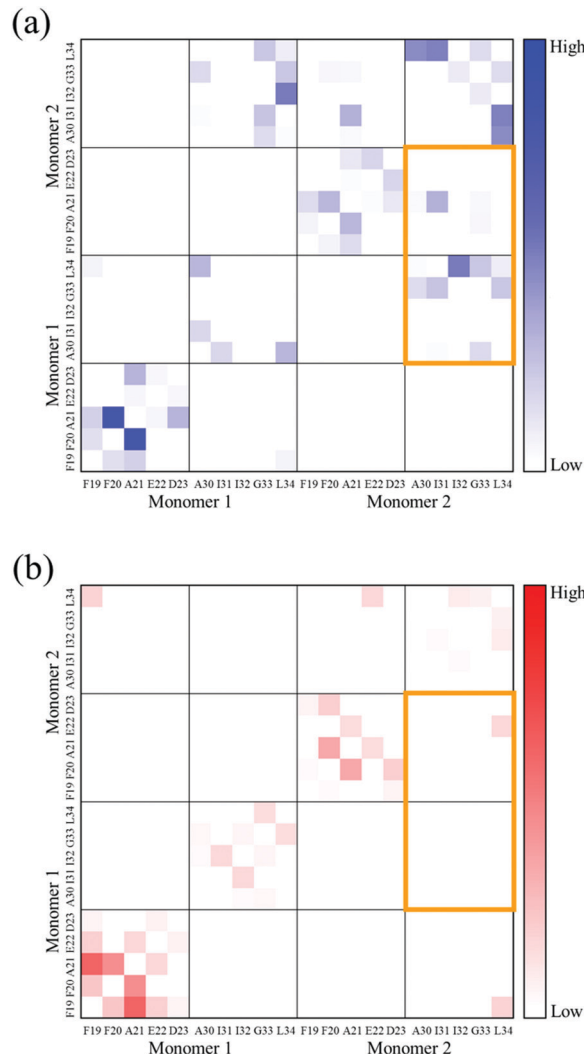 (a)
High
Low
Monomer 2
Monomer 1
A30 I31 I32 G33 L34
F19 F20 A21 E22 D23
A30 I31 I32 G33 L34
F19 F20 A21 E22 D23
F19 F20 A21 E22 D23 A30 I31 I32 G33 L34 F19 F20 A21 E22 D23 A30 I31 I32 G33 L34
Monomer 1 Monomer 2
(b)
High
Low
Monomer 2
Monomer 1
A30 I31 I32 G33 L34
F19 F20 A21 E22 D23
A30 I31 I32 G33 L34
F19 F20 A21 E22 D23
F19 F20 A21 E22 D23 A30 I31 I32 G33 L34 F19 F20 A21 E22 D23 A30 I31 I32 G33 L34
Monomer 1 Monomer 2